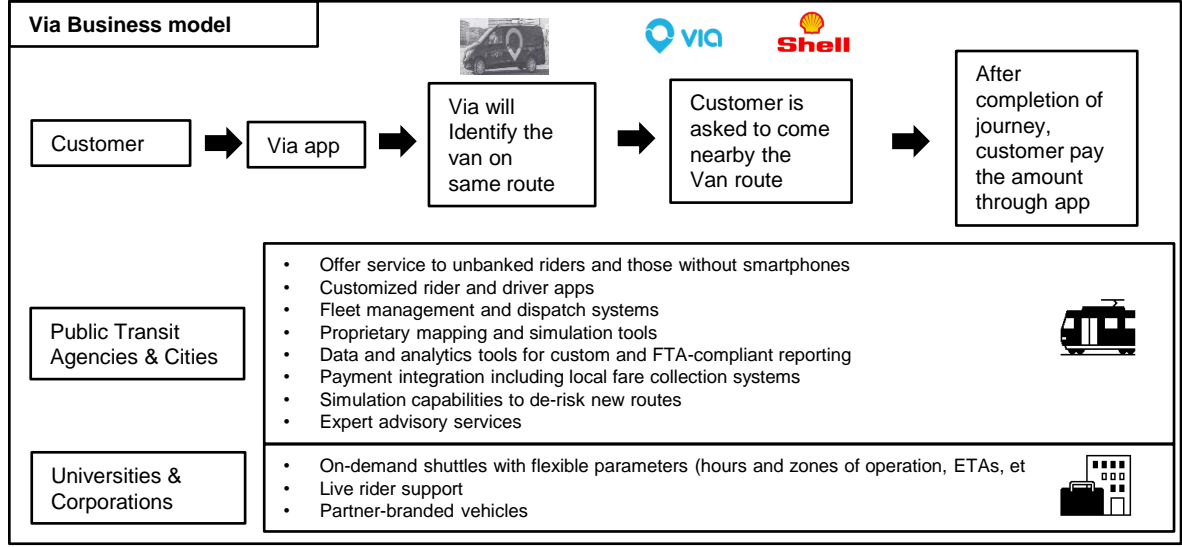 Via Business model
via
Shell
Customer
Via app
Via will
Identify the
van on
same route
Customer is
asked to come
nearby the
Van route
After
completion of
journey,
customer pay
the amount
through app
Public Transit
Agencies & Cities
• Offer service to unbanked riders and those without smartphones
• Customized rider and driver apps
• Fleet management and dispatch systems
• Proprietary mapping and simulation tools
• Data and analytics tools for custom and FTA-compliant reporting
• Payment integration including local fare collection systems
• Simulation capabilities to de-risk new routes
• Expert advisory services
Universities &
Corporations
• On-demand shuttles with flexible parameters (hours and zones of operation, ETAs, et
• Live rider support
• Partner-branded vehicles